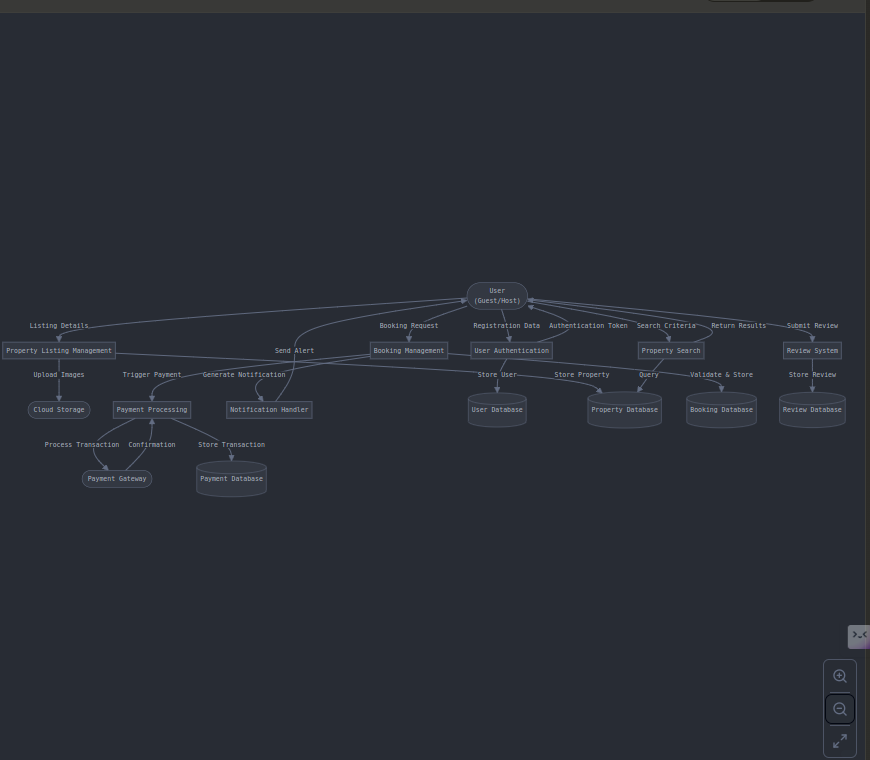 User
(Guest/Host)
Listing Details
Booking Request
Registration Data
Authentication Token
Search Criteria
Return Results
Submit Review
Property Listing Management
Send Alert
Booking Management
User Authentication
Property Search
Review System
Upload Images
Trigger Payment
Generate Notification
Store User
Store Property
Query
Validate & Store
Store Review
Cloud Storage
Payment Processing
Notification Handler
User Database
Property Database
Booking Database
Review Database
Process Transaction
Confirmation
Store Transaction
Payment Gateway
Payment Database